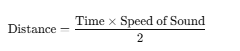 Distance = Time × Speed of Sound / 2